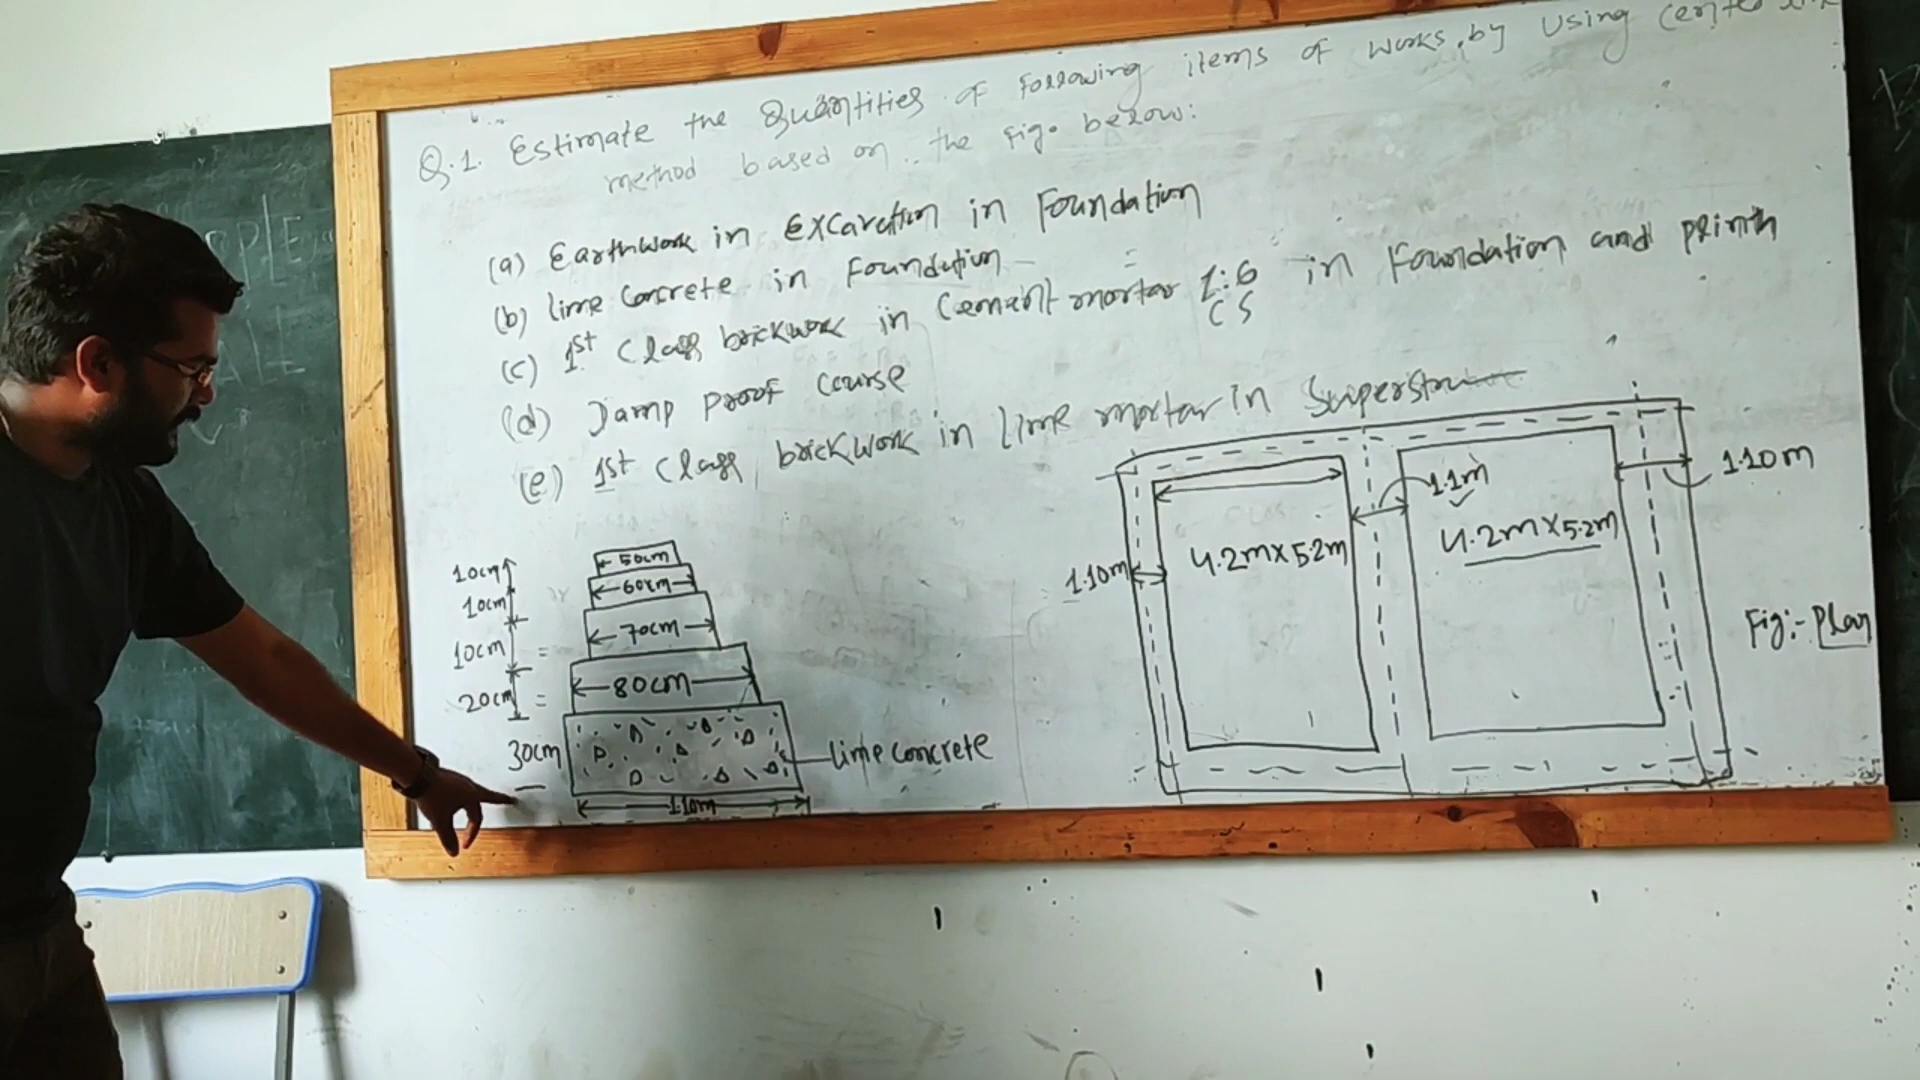 Q.1. Estimate the Quantities of following items of works, by using
method based on the fig. below:
(a) Earthwork in Excavation in Foundation
(b) lime Concrete in Foundation
(c) 1st Class brickwork in Cement mortar 1:6 in Foundation and plinth
C S
(d) Damp proof Course
(e) 1st Class brickwork in lime mortar in
10cm
50cm
10cm
60cm
10cm
70cm
20cm
80cm
30cm
lime concrete
1.10m
1.10m
4.2m×5.2m
1.1m
4.2m×5.2m
1.10m
Fig:- Plan